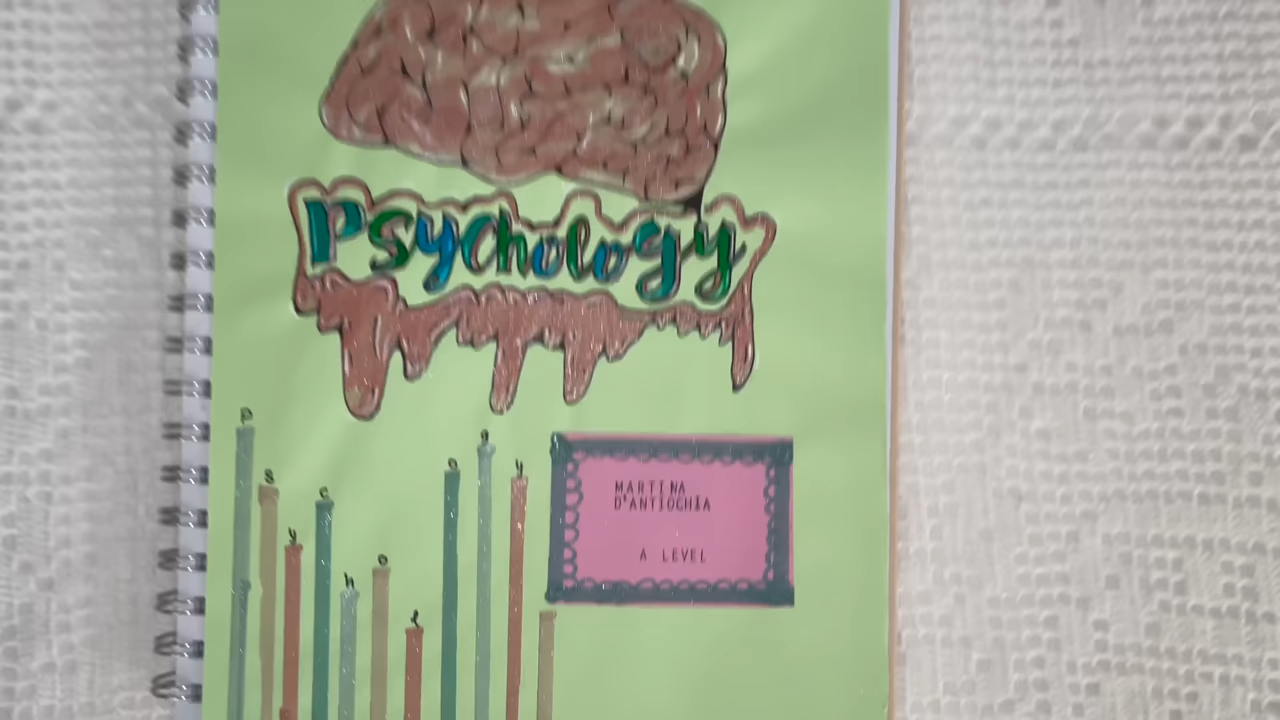 Psychology
p
s
y
c
h
o
l
o
g
y
MARTINA
D'ANTIOCHIA
A LEVEL